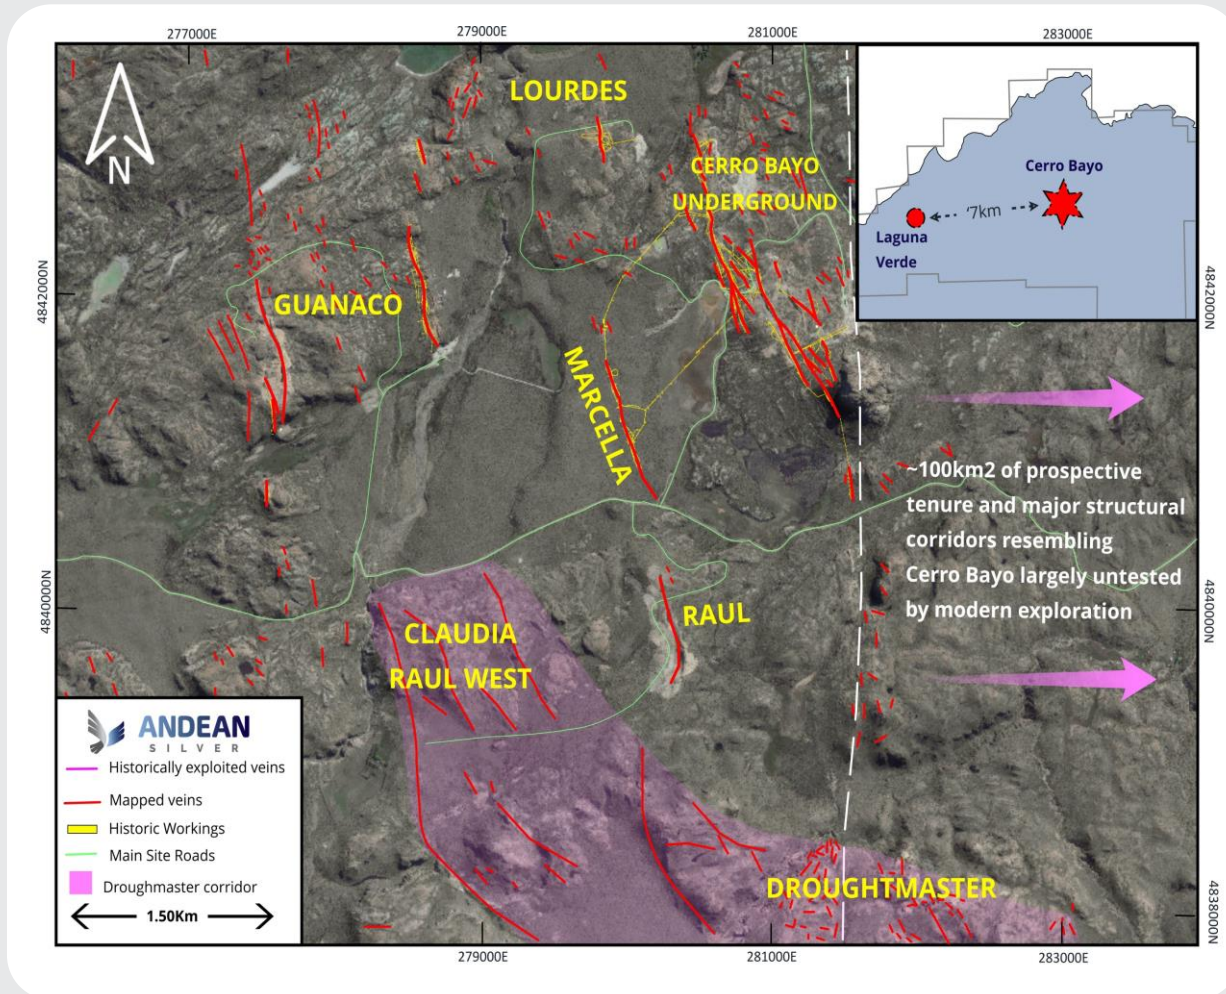 277000E
279000E
281000E
283000E
N
LOURDES
CERRO BAYO
UNDERGROUND
GUANACO
MARCELLA
CLAUDIA
RAUL WEST
RAUL
DROUGHTMASTER
Cerro Bayo
'7km
Laguna
Verde
~100km2 of prospective
tenure and major structural
corridors resembling
Cerro Bayo largely untested
by modern exploration
4842000N
4840000N
4842000N
4840000N
4838000N
ANDEAN
SILVER
Historically exploited veins
Mapped veins
Historic Workings
Main Site Roads
Droughmaster corridor
1.50Km
279000E
281000E
283000E